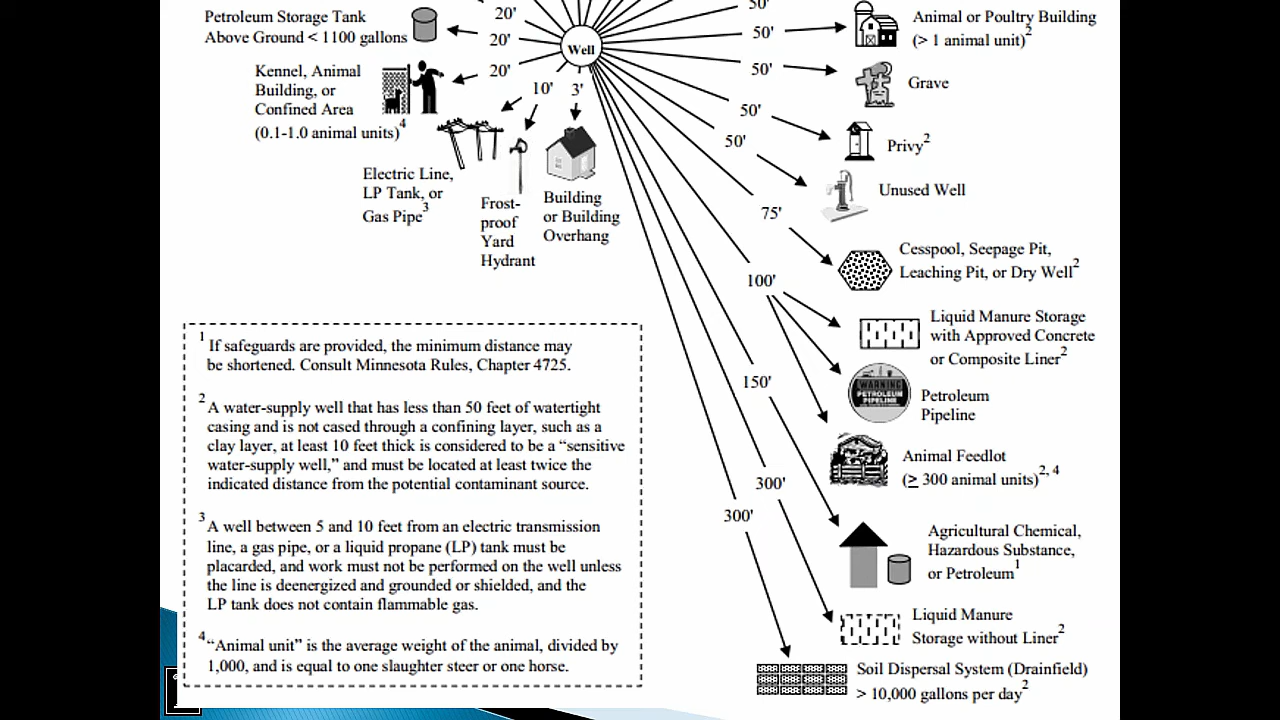 50'
Petroleum Storage Tank
Above Ground < 1100 gallons
20'
20'
Well
50'
Animal or Poultry Building
(> 1 animal unit)2
Kennel, Animal
Building, or
Confined Area
(0.1-1.0 animal units)4
20'
50'
Grave
10'
3'
50'
Privy2
50'
Unused Well
Electric Line,
LP Tank, or
Gas Pipe3
Frost-
proof
Yard
Hydrant
Building
or Building
Overhang
75'
Cesspool, Seepage Pit,
Leaching Pit, or Dry Well2
100'
Liquid Manure Storage
with Approved Concrete
or Composite Liner2
WARNING
PETROLEUM
PIPELINE
Petroleum
Pipeline
Animal Feedlot
(≥ 300 animal units)2, 4
150'
Agricultural Chemical,
Hazardous Substance,
or Petroleum1
300'
Liquid Manure
Storage without Liner2
300'
Soil Dispersal System (Drainfield)
> 10,000 gallons per day2
1 If safeguards are provided, the minimum distance may
be shortened. Consult Minnesota Rules, Chapter 4725.
2 A water-supply well that has less than 50 feet of watertight
casing and is not cased through a confining layer, such as a
clay layer, at least 10 feet thick is considered to be a “sensitive
water-supply well,” and must be located at least twice the
indicated distance from the potential contaminant source.
3 A well between 5 and 10 feet from an electric transmission
line, a gas pipe, or a liquid propane (LP) tank must be
placarded, and work must not be performed on the well unless
the line is deenergized and grounded or shielded, and the
LP tank does not contain flammable gas.
4 “Animal unit” is the average weight of the animal, divided by
1,000, and is equal to one slaughter steer or one horse.